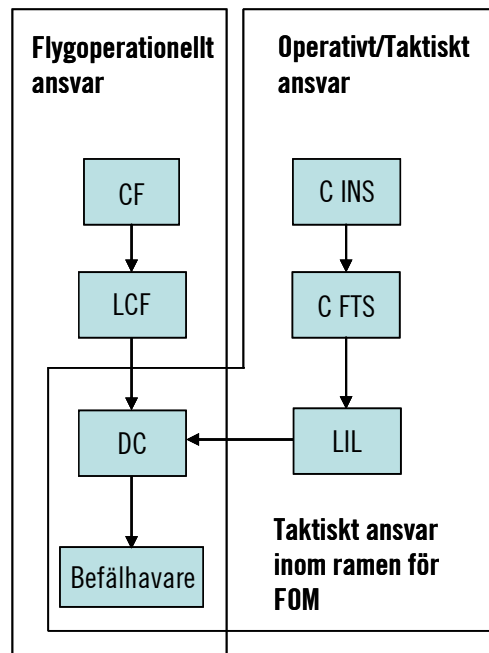 Flygoperationellt
ansvar
Operativt/Taktiskt
ansvar
CF
C INS
LCF
C FTS
DC
LIL
Befälhavare
Taktiskt ansvar
inom ramen för
FOM